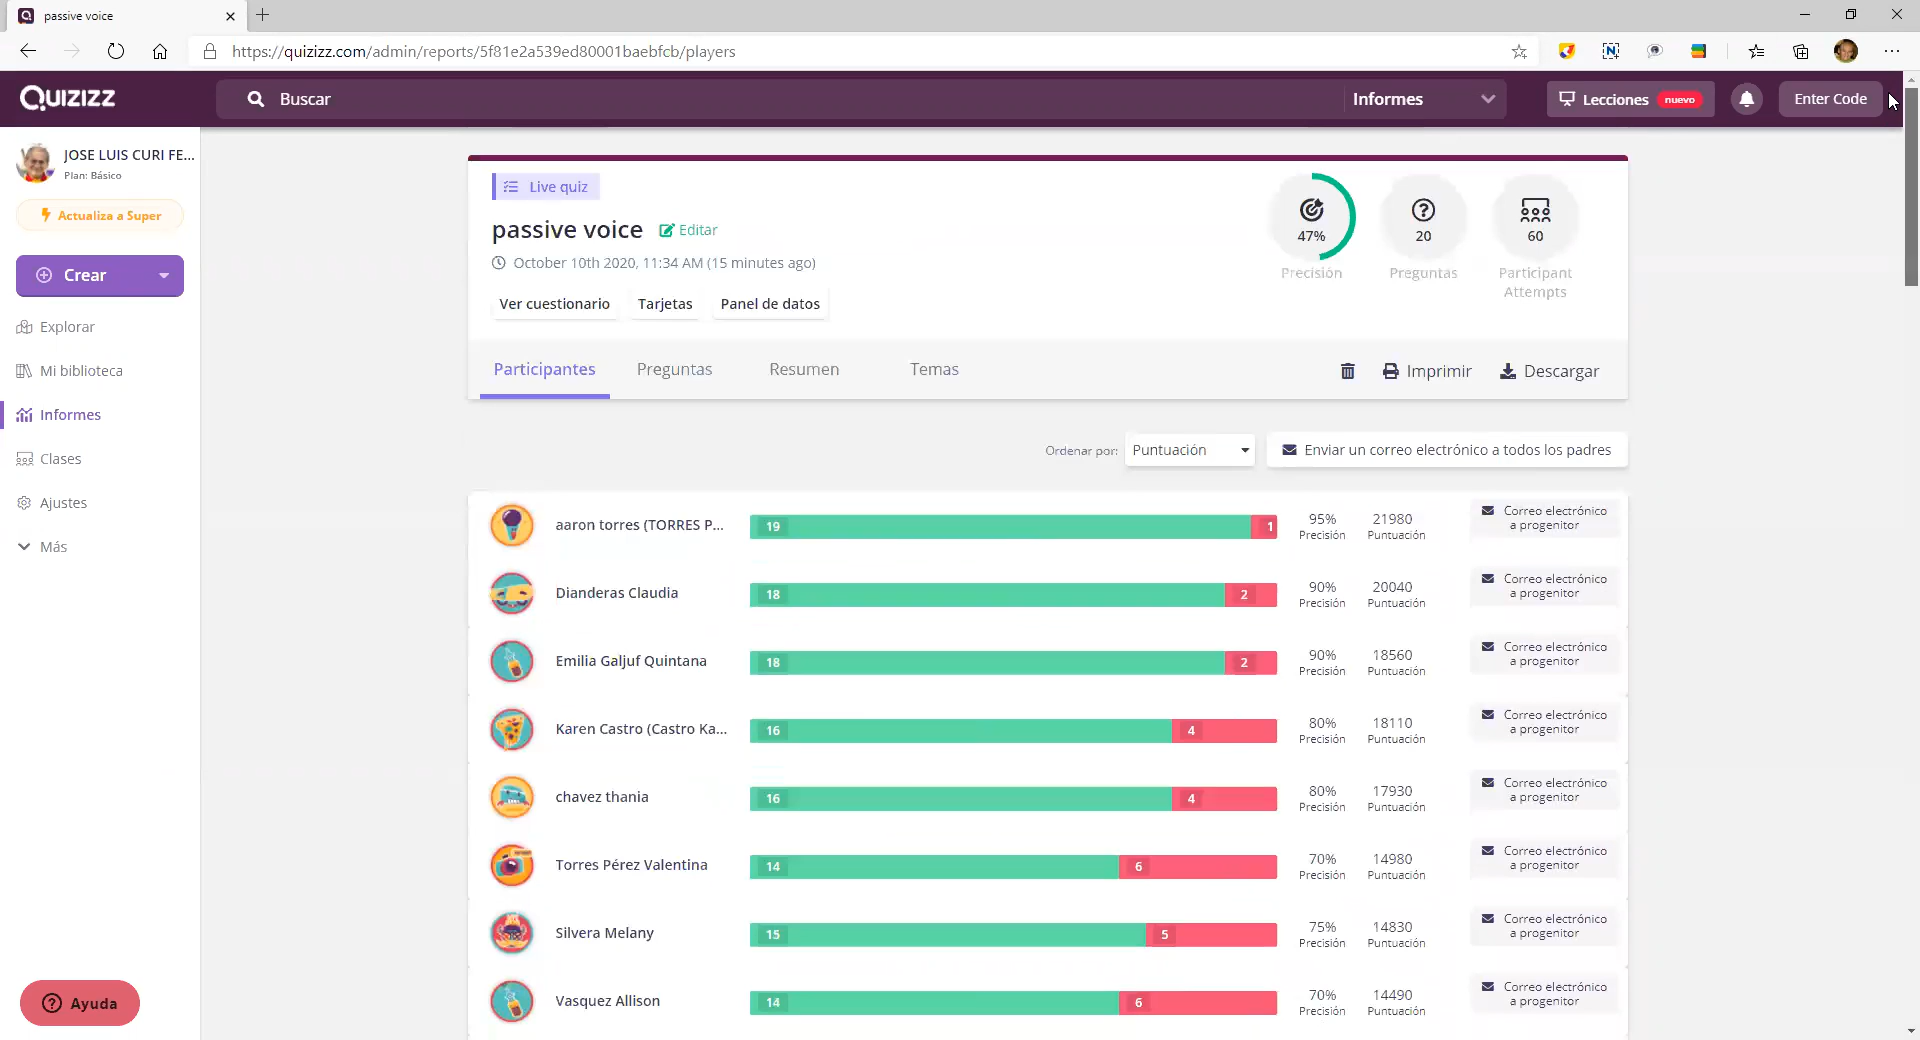 passive voice
https://quizizz.com/admin/reports/5f81e2a539ed80001baebfcb/players
Quizizz
Buscar
Informes
Lecciones nuevo
Enter Code
JOSE LUIS CURI FE...
Plan: Básico
Actualiza a Super
Crear
Explorar
Mi biblioteca
Informes
Clases
Ajustes
Más
Ayuda
Live quiz
passive voice Editar
October 10th 2020, 11:34 AM (15 minutes ago)
Ver cuestionario Tarjetas Panel de datos
47% 20 60
Precisión Preguntas Participant
Attempts
Participantes Preguntas Resumen Temas Imprimir Descargar
Ordenar por: Puntuación Enviar un correo electrónico a todos los padres
aaron torres (TORRES P... 19 1 95% 21980 Correo electrónico
Precisión Puntuación a progenitor
Dianderas Claudia 18 2 90% 20040 Correo electrónico
Precisión Puntuación a progenitor
Emilia Galjuf Quintana 18 2 90% 18560 Correo electrónico
Precisión Puntuación a progenitor
Karen Castro (Castro Ka... 16 4 80% 18110 Correo electrónico
Precisión Puntuación a progenitor
chavez thania 16 4 80% 17930 Correo electrónico
Precisión Puntuación a progenitor
Torres Pérez Valentina 14 6 70% 14980 Correo electrónico
Precisión Puntuación a progenitor
Silvera Melany 15 5 75% 14830 Correo electrónico
Precisión Puntuación a progenitor
Vasquez Allison 14 6 70% 14490 Correo electrónico
Precisión Puntuación a progenitor